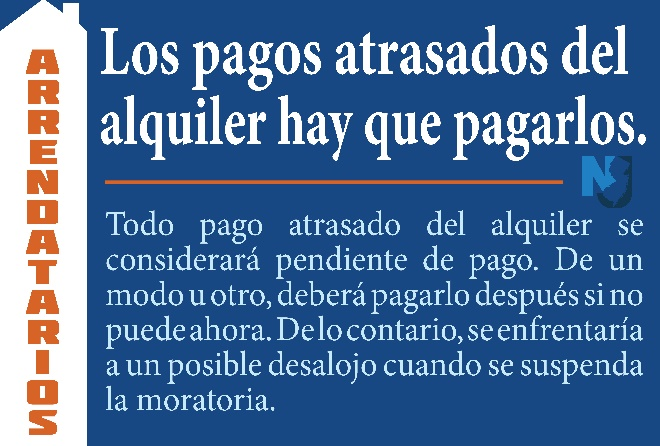 ARRENDATARIOS
Los pagos atrasados del
alquiler hay que pagarlos.
NJ
Todo pago atrasado del alquiler se
considerará pendiente de pago. De un
modo u otro, deberá pagarlo después si no
puede ahora. De lo contario, se enfrentaría
a un posible desalojo cuando se suspenda
la moratoria.